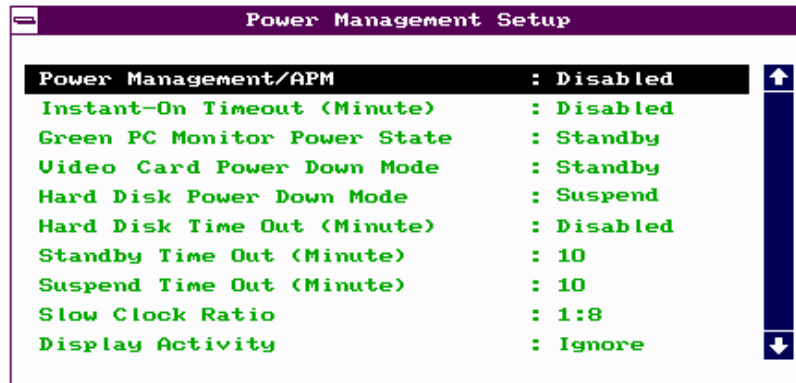 Power Management Setup
Power Management/APM : Disabled
Instant-On Timeout (Minute) : Disabled
Green PC Monitor Power State : Standby
Video Card Power Down Mode : Standby
Hard Disk Power Down Mode : Suspend
Hard Disk Time Out (Minute) : Disabled
Standby Time Out (Minute) : 10
Suspend Time Out (Minute) : 10
Slow Clock Ratio : 1:8
Display Activity : Ignore